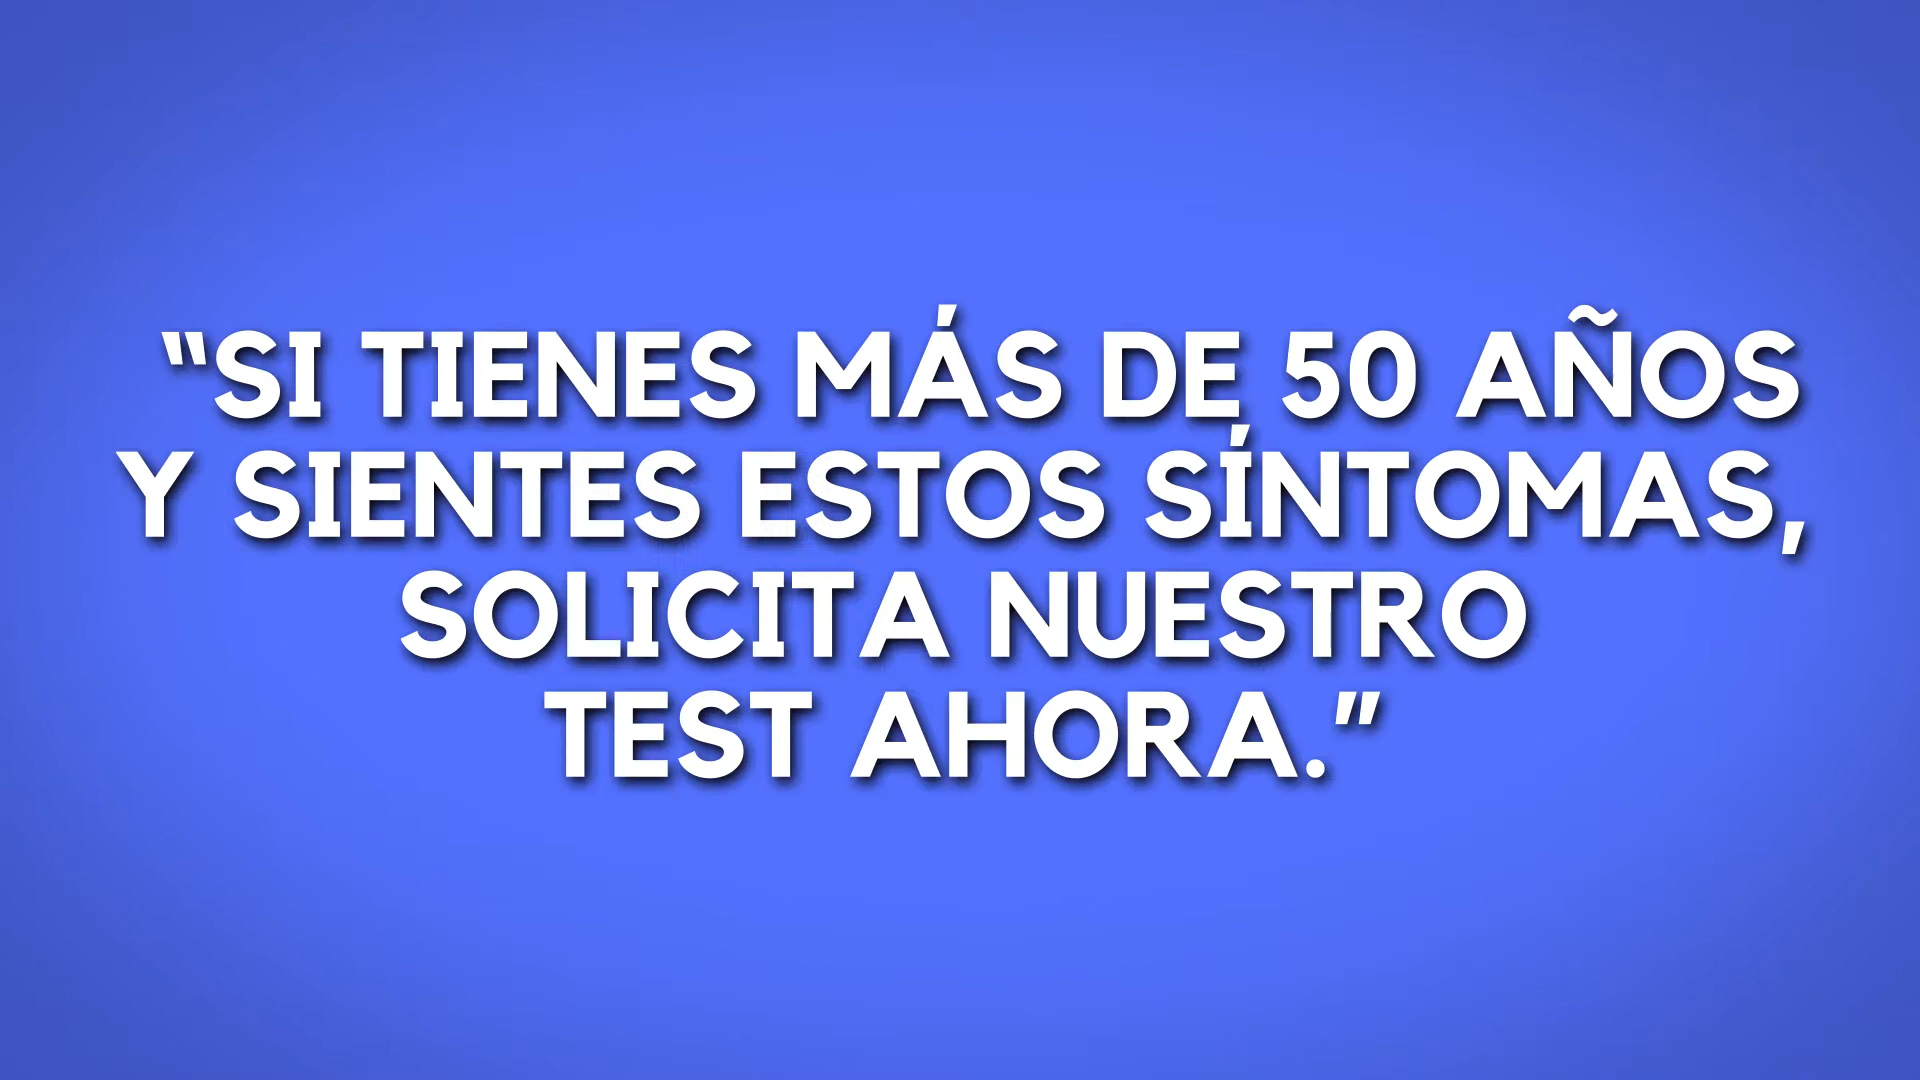 “SI TIENES MÁS DE 50 AÑOS
Y SIENTES ESTOS SÍNTOMAS,
SOLICITA NUESTRO
TEST AHORA.”